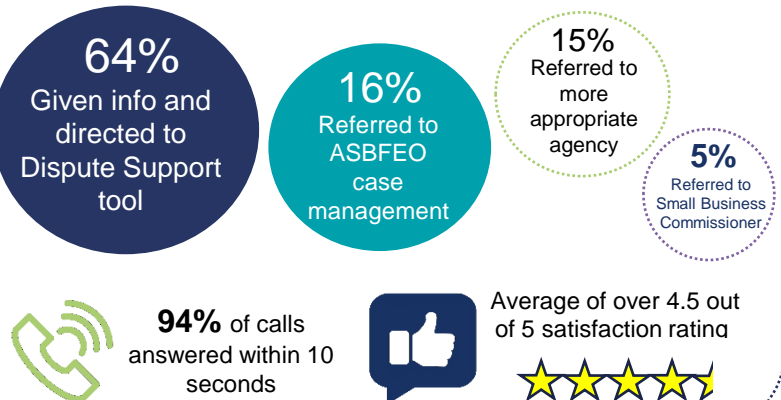 64%
Given info and
directed to
Dispute Support
tool
16%
Referred to
ASBFEO
case
management
15%
Referred to
more
appropriate
agency
5%
Referred to
Small Business
Commissioner
94% of calls
answered within 10
seconds
Average of over 4.5 out
of 5 satisfaction rating